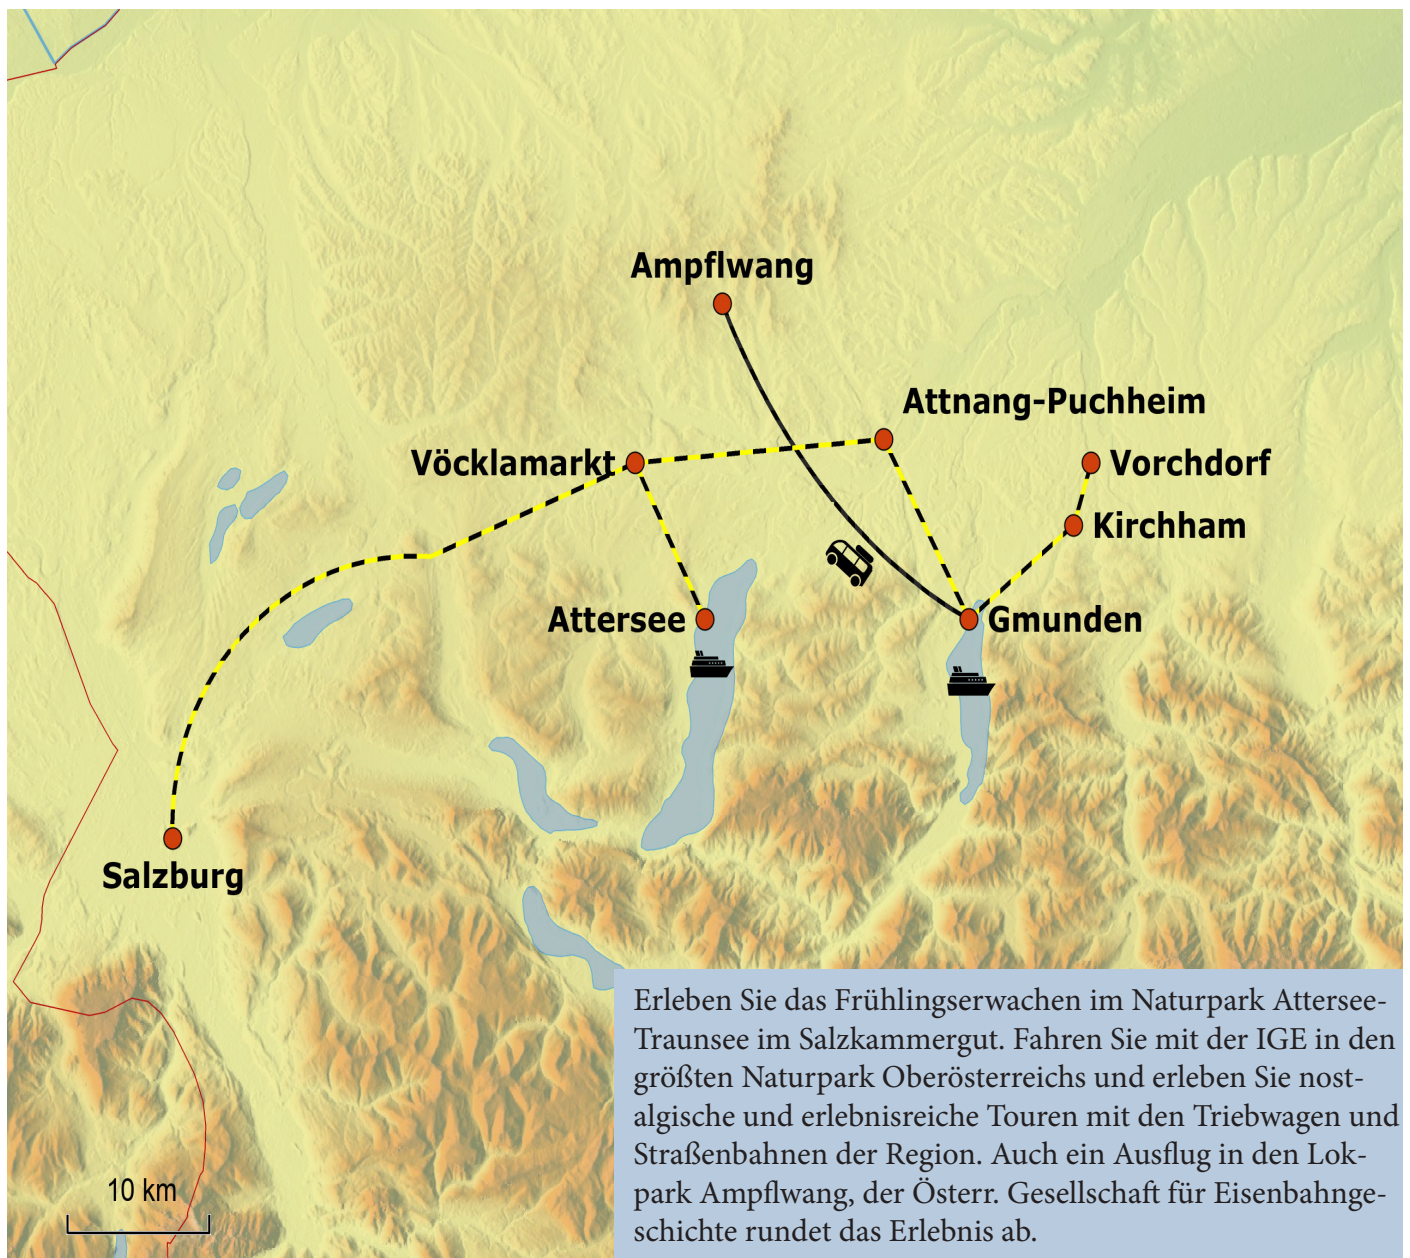 Ampflwang
Attnang-Puchheim
Vöcklamarkt
Vorchdorf
Kirchham
Attersee
Gmunden
Salzburg
10 km
Erleben Sie das Frühlingserwachen im Naturpark Attersee-
Traunsee im Salzkammergut. Fahren Sie mit der IGE in den
größten Naturpark Oberösterreichs und erleben Sie nost-
algische und erlebnisreiche Touren mit den Triebwagen und
Straßenbahnen der Region. Auch ein Ausflug in den Lok-
park Ampflwang, der Österr. Gesellschaft für Eisenbahnge-
schichte rundet das Erlebnis ab.